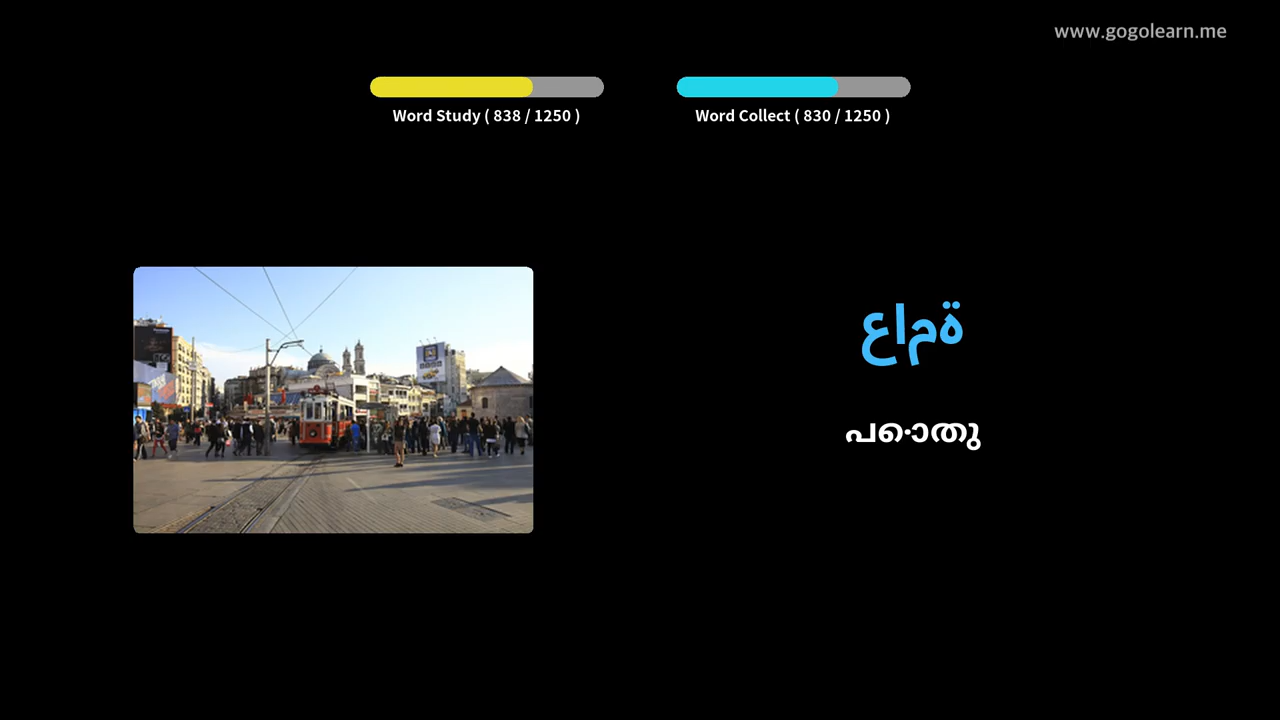 www.gogolearn.me
Word Study ( 838 / 1250 )
Word Collect ( 830 / 1250 )
عامة
പൊതു